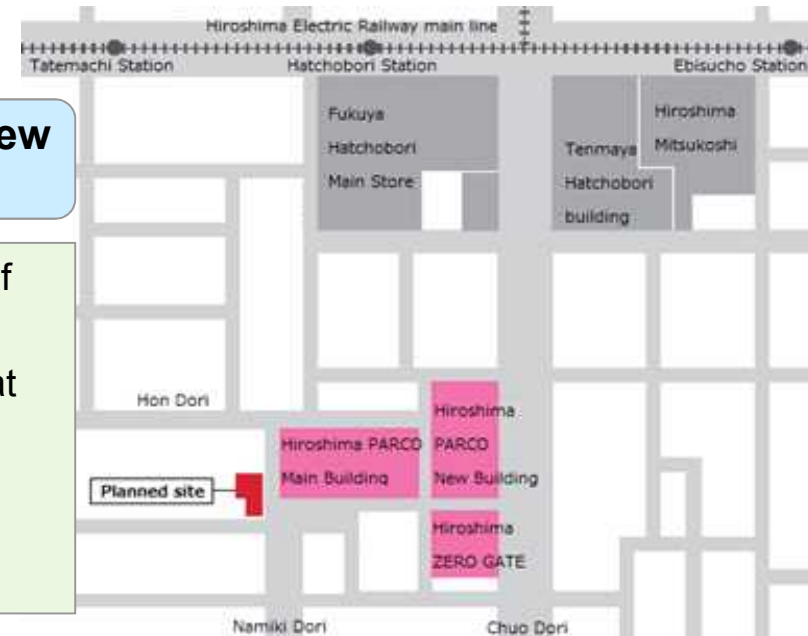 Hiroshima Electric Railway main line
Tatemachi Station
Hatchobori Station
Ebisucho Station
ew
f
at
Fukuya
Hatchobori
Main Store
Tenmaya
Hatchobori
building
Hiroshima
Mitsukoshi
Hon Dori
Hiroshima PARCO
Main Building
Hiroshima
PARCO
New Building
Planned site
Hiroshima
ZERO GATE
Namiki Dori
Chuo Dori